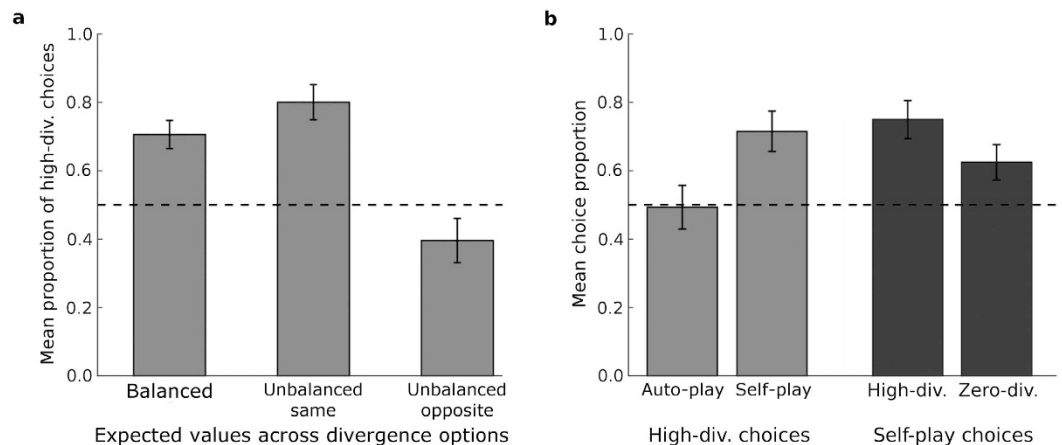 a
Mean proportion of high-div. choices
1.0
0.8
0.6
0.4
0.2
0.0
Balanced
Unbalanced
same
Unbalanced
opposite
Expected values across divergence options
b
Mean choice proportion
1.0
0.8
0.6
0.4
0.2
0.0
Auto-play
Self-play
High-div.
Zero-div.
High-div. choices
Self-play choices